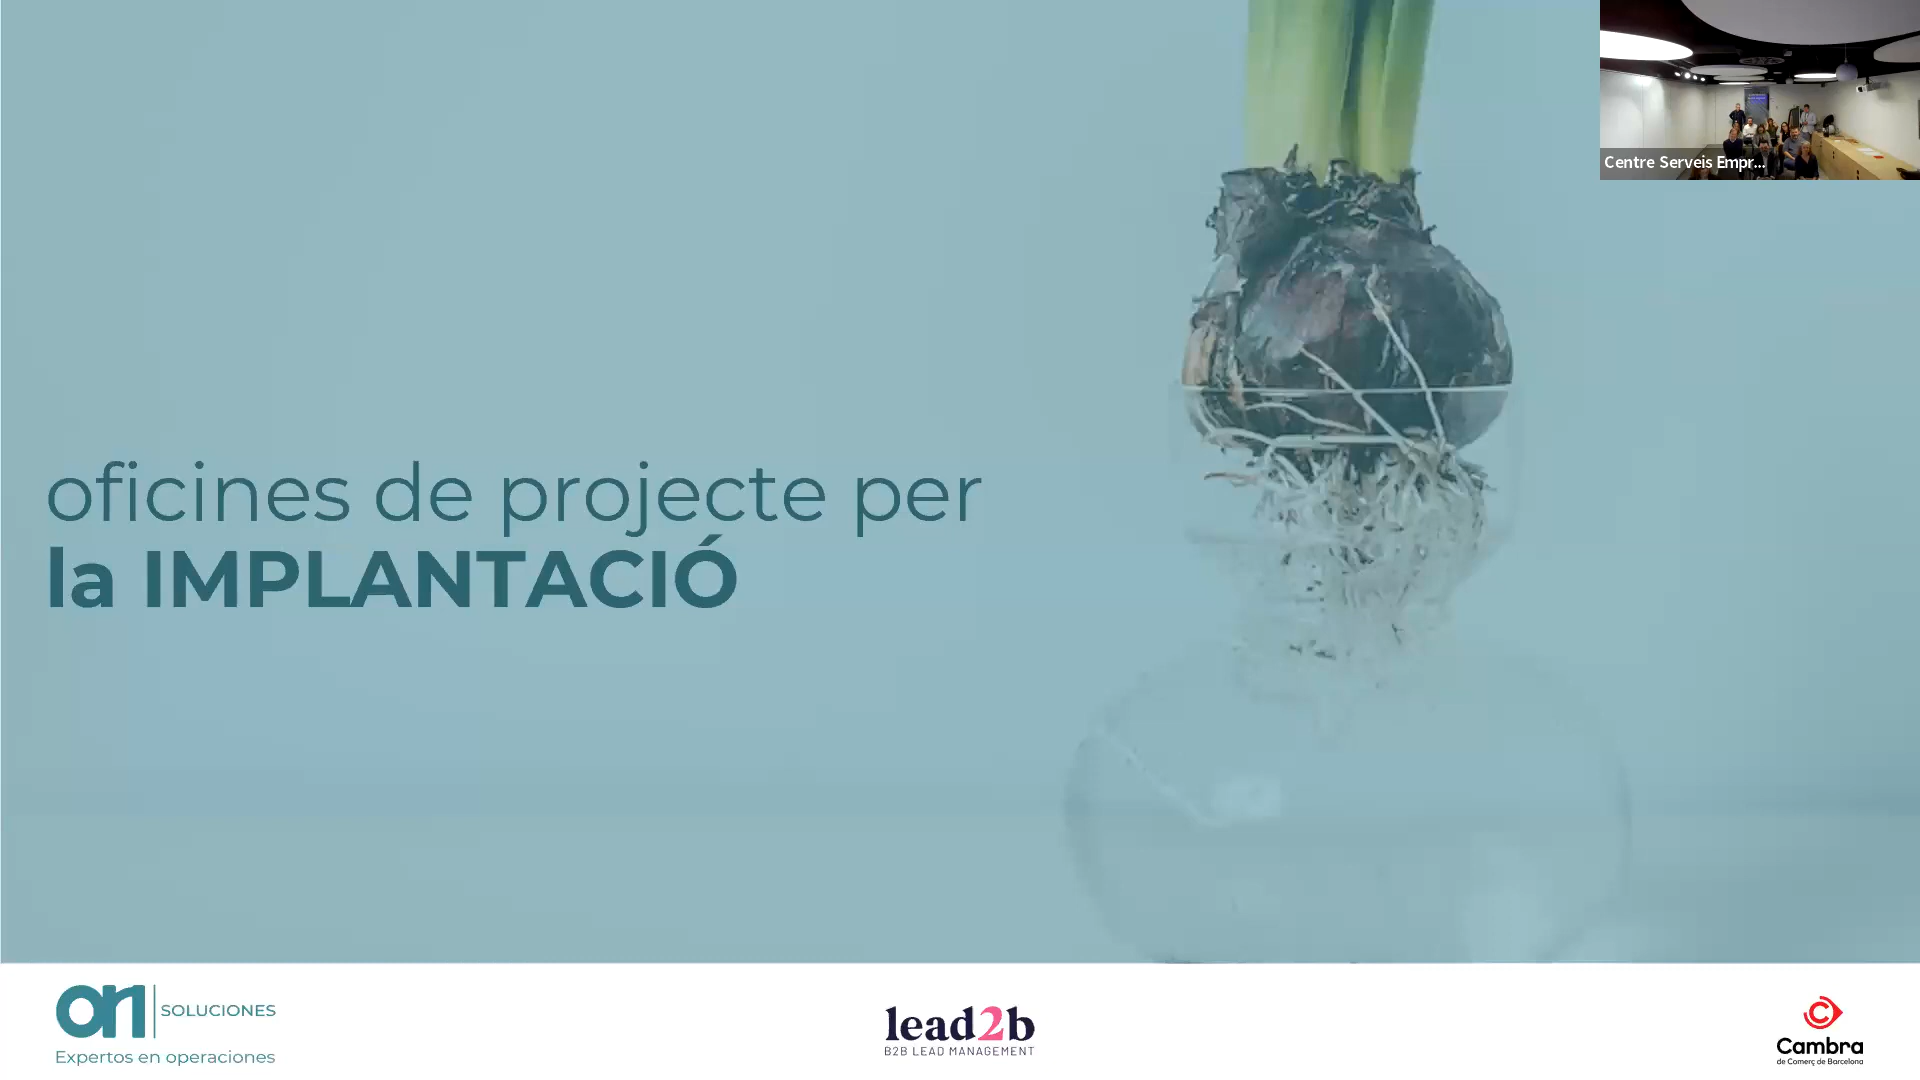 Centre Serveis Empr...
oficines de projecte per
la IMPLANTACIÓ
on SOLUCIONES
Expertos en operaciones
lead2b
B2B LEAD MANAGEMENT
Cambra
de Comerç de Barcelona